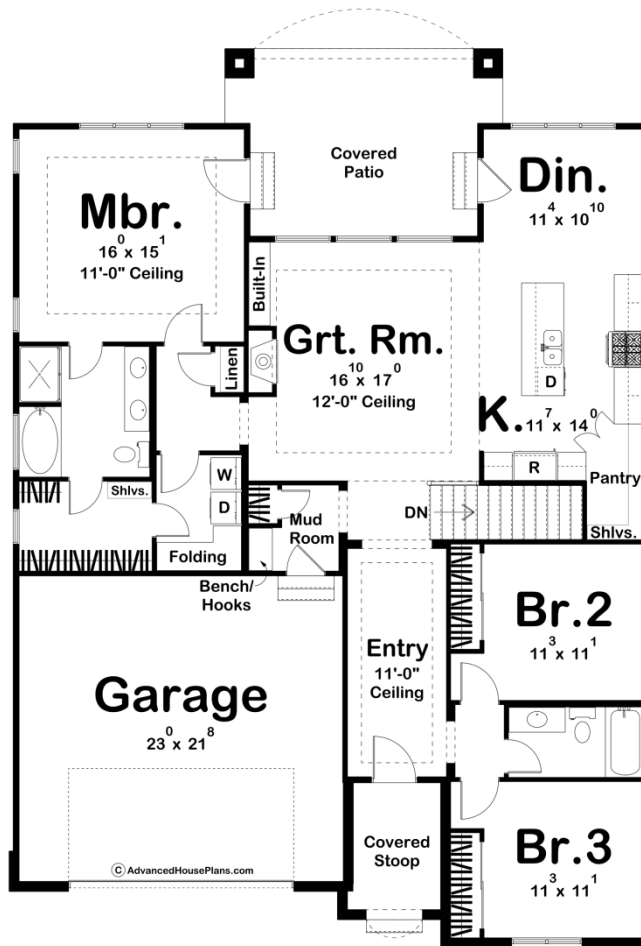 Covered
Patio
Mbr.
16⁰ x 15¹
11'-0" Ceiling
Din.
11⁴ x 10¹⁰
Built-In
Grt. Rm.
16¹⁰ x 17⁰
12'-0" Ceiling
Linen
D
K.
11⁷ x 14⁰
R
Pantry
Shlvs.
W
D
Shlvs.
Folding
Mud
Room
DN
Bench/
Hooks
Entry
11'-0"
Ceiling
Br.2
11³ x 11¹
Garage
23⁰ x 21⁸
Covered
Stoop
Br.3
11³ x 11¹
© AdvancedHousePlans.com